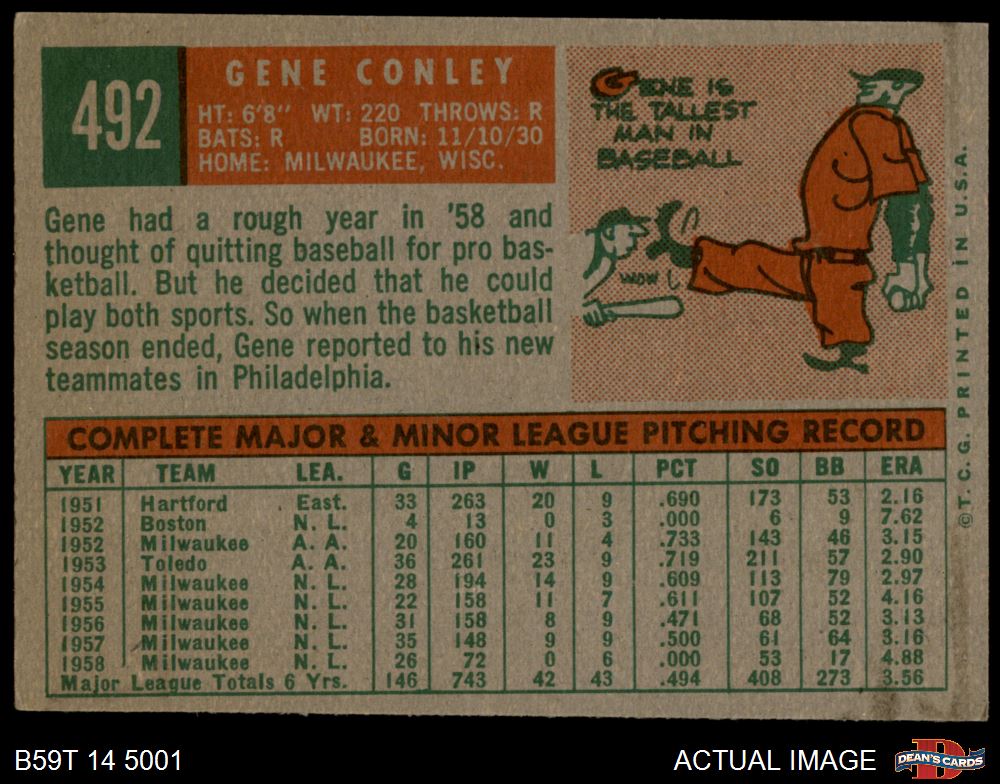 492
GENE CONLEY
HT: 6'8" WT: 220 THROWS: R
BATS: R BORN: 11/10/30
HOME: MILWAUKEE, WISC.
GENE IS
THE TALLEST
MAN IN
BASEBALL
WOW
Gene had a rough year in '58 and
thought of quitting baseball for pro bas-
ketball. But he decided that he could
play both sports. So when the basketball
season ended, Gene reported to his new
teammates in Philadelphia.
COMPLETE MAJOR & MINOR LEAGUE PITCHING RECORD
YEAR TEAM LEA. G IP W L PCT SO BB ERA
1951 Hartford East. 33 263 20 9 .690 173 53 2.16
1952 Boston N. L. 4 13 0 3 .000 6 9 7.62
1952 Milwaukee A. A. 20 160 11 4 .733 143 46 3.15
1953 Toledo A. A. 36 261 23 9 .719 211 57 2.90
1954 Milwaukee N. L. 28 194 14 9 .609 113 79 2.97
1955 Milwaukee N. L. 22 158 11 7 .611 107 52 4.16
1956 Milwaukee N. L. 31 158 8 9 .471 68 52 3.13
1957 Milwaukee N. L. 35 148 9 9 .500 61 64 3.16
1958 Milwaukee N. L. 26 72 0 6 .000 53 17 4.88
Major League Totals 6 Yrs. 146 743 42 43 .494 408 273 3.56
©T. C. G. PRINTED IN U.S.A.
B59T 14 5001
ACTUAL IMAGE
DEAN'S CARDS